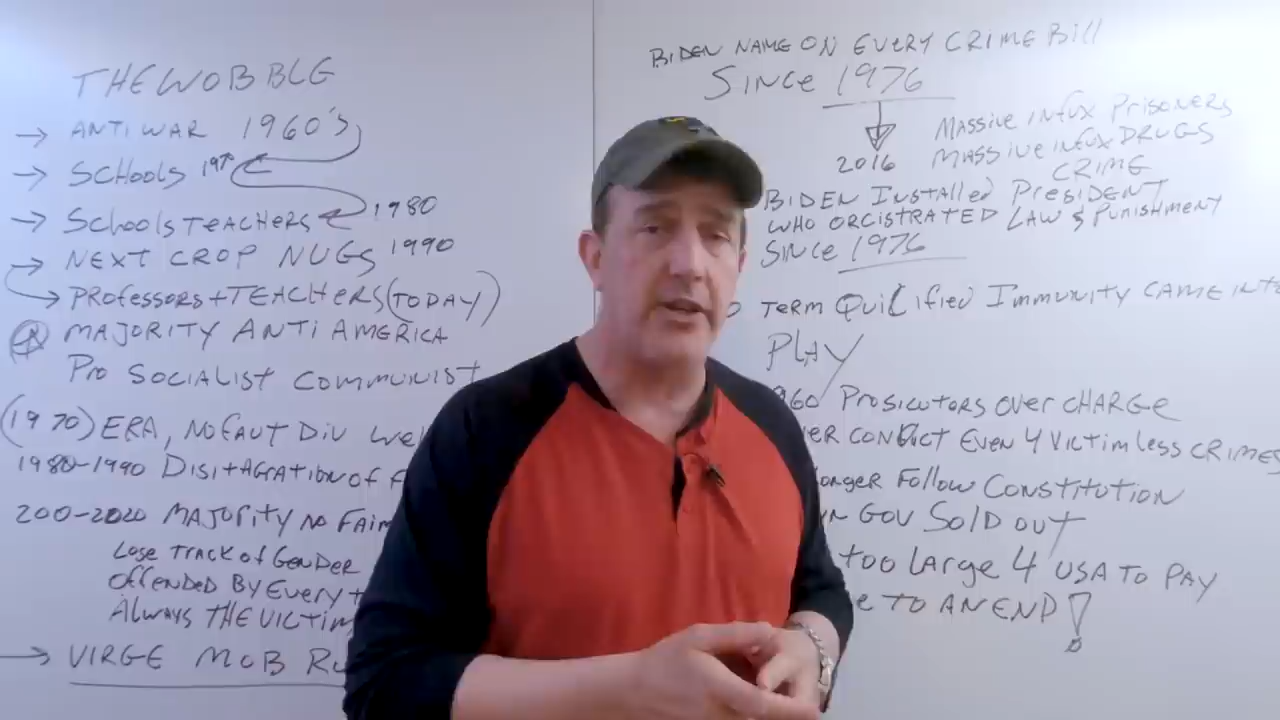 THE WOBBLE
→ ANTI WAR 1960's
→ SCHOOLS
→ SCHOOLS TEACHERS 1980
→ NEXT CROP NUGS 1990
→ PROFESSORS + TEACHERS (TODAY)
MAJORITY ANTI AMERICA
PRO SOCIALIST COMMUNIST
(1970) ERA, NOFAUT DIV
1980-1990 DISITAGRATION OF
200-2020 MAJORITY NO
LOSE TRACK OF GENDER
OFFENDED BY EVERY
ALWAYS THE VICTIM
→ VIRGE MOB
BIDEN NAME ON EVERY CRIME BILL
SINCE 1976
2016
MASSIVE INFUX PRISONERS
MASSIVE INFUX DRUGS
CRIME
BIDEN INSTALLED PRESIDENT
WHO ORCISTRATED LAW & PUNISHMENT
SINCE 1976
TERM QUILIFIED IMMUNITY CAME INTO
PLAY
PROSICUTORS OVER CHARGE
EVEN 4 VICTIMLESS CRIMES
FOLLOW CONSTITUTION
GOV SOLD OUT
TOO LARGE 4 USA TO PAY
TO AN END!